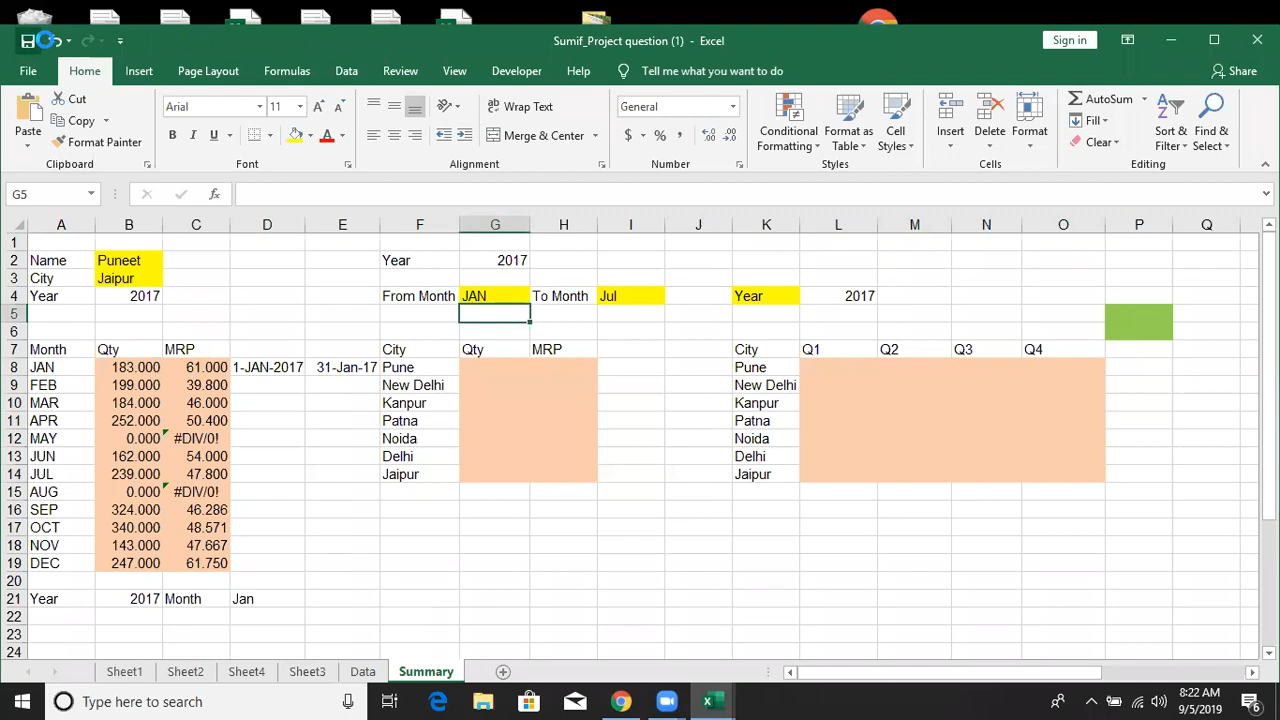 Sumif_Project question (1) - Excel
Sign in
File Home Insert Page Layout Formulas Data Review View Developer Help Tell me what you want to do Share
Cut
Copy
Format Painter
Paste
Clipboard
Arial 11
B I U
Font
Wrap Text
Merge & Center
Alignment
General
$ % ,
Number
Conditional Formatting
Format as Table
Cell Styles
Styles
Insert Delete Format
Cells
AutoSum
Fill
Clear
Sort & Filter
Find & Select
Editing
G5 fx
A B C D E F G H I J K L M N O P Q
1
2 Name Puneet Year 2017
3 City Jaipur
4 Year 2017 From Month JAN To Month Jul Year 2017
5
6
7 Month Qty MRP City Qty MRP City Q1 Q2 Q3 Q4
8 JAN 183.000 61.000 1-JAN-2017 31-Jan-17 Pune Pune
9 FEB 199.000 39.800 New Delhi New Delhi
10 MAR 184.000 46.000 Kanpur Kanpur
11 APR 252.000 50.400 Patna Patna
12 MAY 0.000 #DIV/0! Noida Noida
13 JUN 162.000 54.000 Delhi Delhi
14 JUL 239.000 47.800 Jaipur Jaipur
15 AUG 0.000 #DIV/0!
16 SEP 324.000 46.286
17 OCT 340.000 48.571
18 NOV 143.000 47.667
19 DEC 247.000 61.750
20
21 Year 2017 Month Jan
22
23
24
Sheet1 Sheet2 Sheet4 Sheet3 Data Summary
Type here to search
8:22 AM
9/5/2019
6